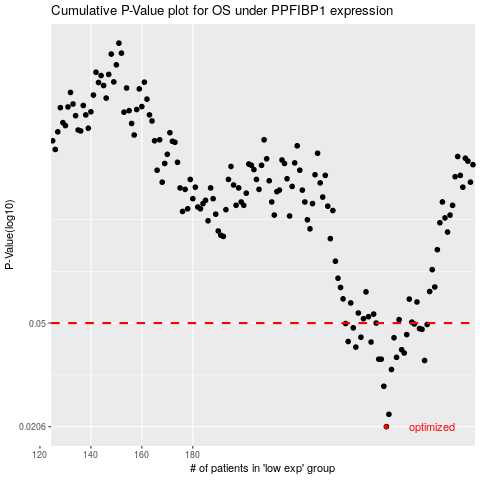 Cumulative P-Value plot for OS under PPFIBP1 expression
P-Value(log10)
0.05
0.0206
optimized
120 140 160 180
# of patients in 'low exp' group